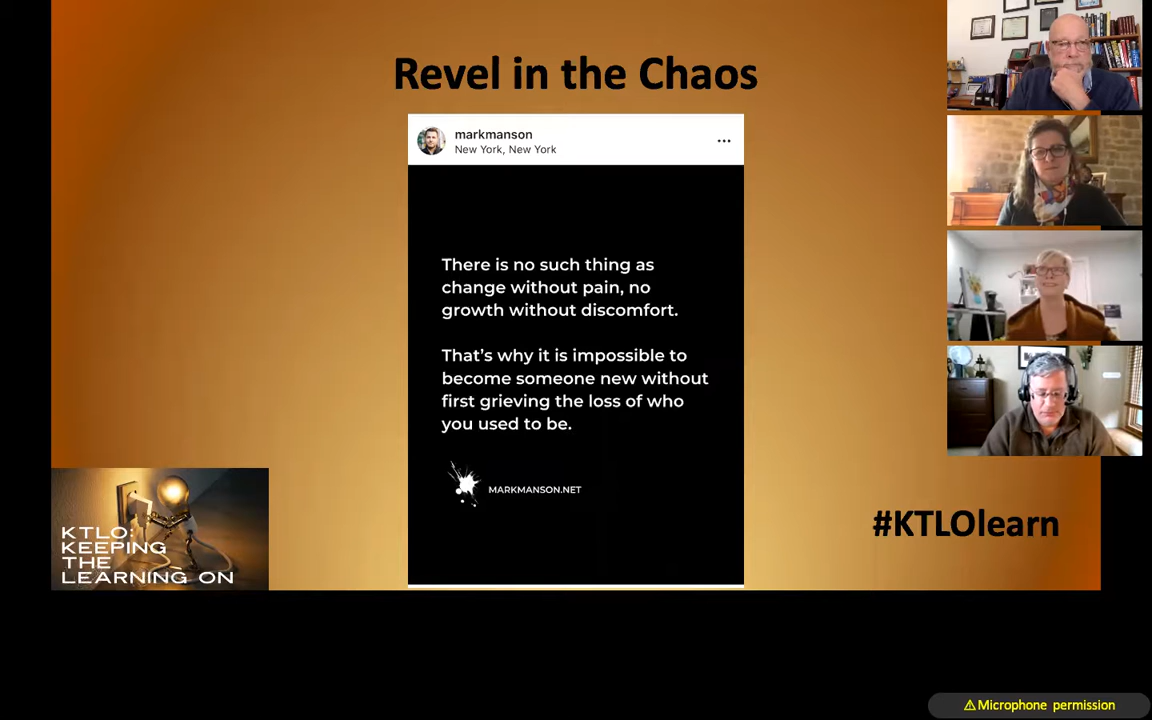 Revel in the Chaos
markmanson
New York, New York
There is no such thing as
change without pain, no
growth without discomfort.
That's why it is impossible to
become someone new without
first grieving the loss of who
you used to be.
MARKMANSON.NET
KTLO:
KEEPING
THE
LEARNING ON
#KTLOlearn
⚠Microphone permission